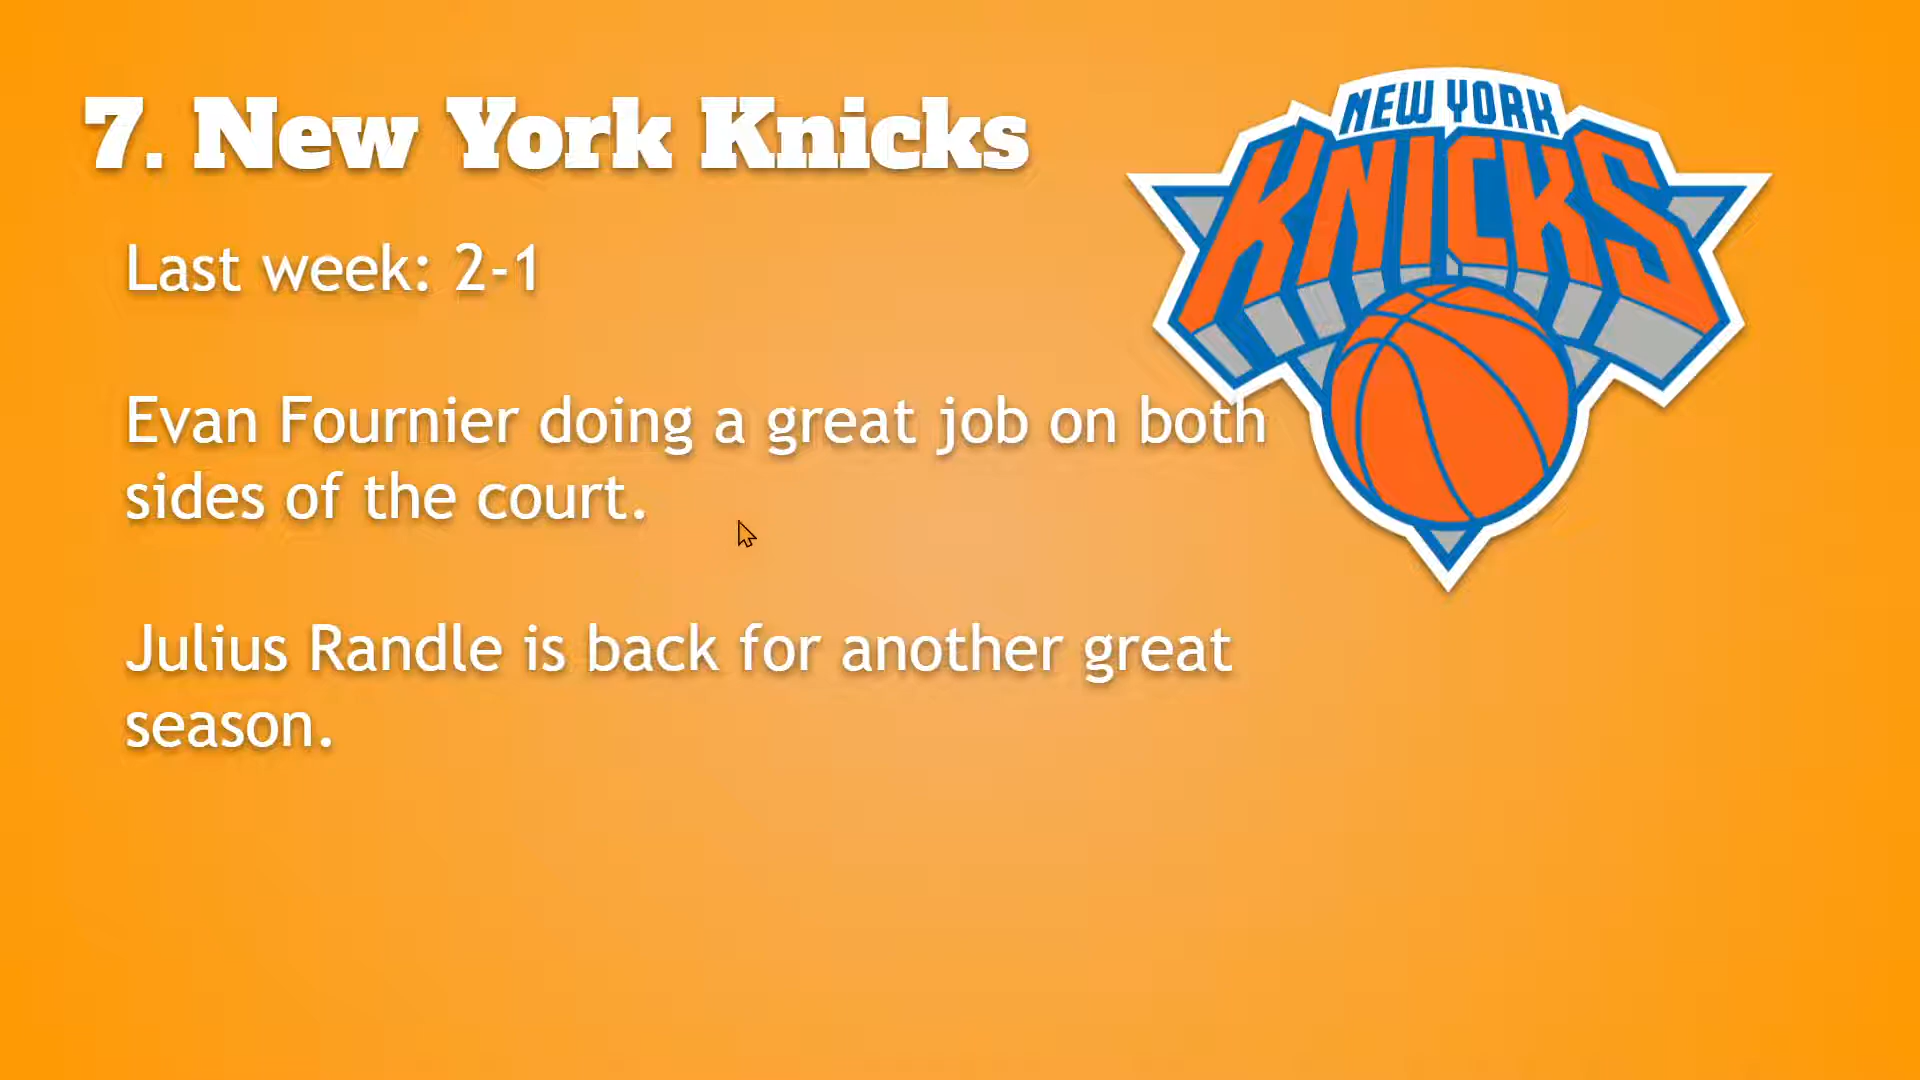 7. New York Knicks
NEW YORK
KNICKS
Last week: 2-1
Evan Fournier doing a great job on both
sides of the court.
Julius Randle is back for another great
season.